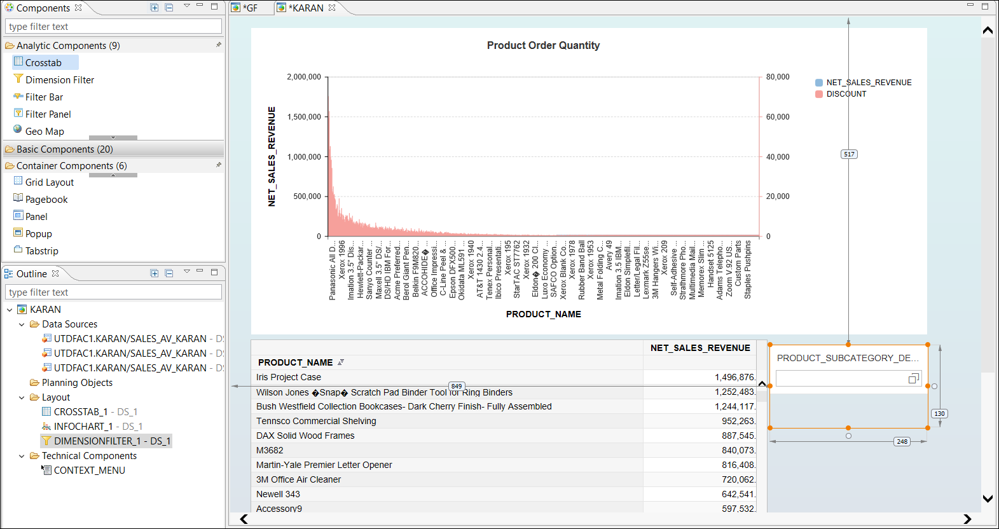 Components
type filter text
Analytic Components (9)
Crosstab
Dimension Filter
Filter Bar
Filter Panel
Geo Map
Basic Components (20)
Container Components (6)
Grid Layout
Pagebook
Panel
Popup
Tabstrip
Outline
type filter text
KARAN
Data Sources
UTDFAC1.KARAN/SALES_AV_KARAN - DS
UTDFAC1.KARAN/SALES_AV_KARAN - DS
UTDFAC1.KARAN/SALES_AV_KARAN - DS
Planning Objects
Layout
CROSSTAB_1 - DS_1
INFOCHART_1 - DS_1
DIMENSIONFILTER_1 - DS_1
Technical Components
CONTEXT_MENU
*GF
*KARAN
Product Order Quantity
NET_SALES_REVENUE
2,000,000
1,500,000
1,000,000
500,000
0
80,000
60,000
40,000
20,000
0
NET_SALES_REVENUE
DISCOUNT
517
Panasonic All D...
Xerox 1996
Imation 3.5" Dis...
Hewlett-Packar...
Sanyo Counter ...
Maxell 3.5" DS/...
DS/HD IBM For...
Acme Preferred...
Berol Giant Pen...
Belkin F9M820...
ACCOHIDE� ...
Office Impressi...
C-Line Peel & ...
Epson DFX500...
Okidata ML591 ...
Xerox 1940
AT&T 1430 2.4...
Tenex Personal...
Ibico Presentati...
Xerox 195
StarTAC ST7762
Xerox 1932
Eldon� 200 Cl...
Luxo Economy ...
SAFCO Option...
Xerox Blank Co...
Xerox 1978
Rubber Band Ball
Xerox 1953
Metal Folding C...
Avery 49
Imation 3.5 IBM...
Eldon Simplefil...
Letter/Legal Fil...
Lexmark Z55se...
3M Hangers Wi...
Xerox 209
Self-Adhesive ...
Strathmore Pho...
Multimedia Mail...
Memorex Slim ...
Handset 5125
Adams Telepho...
Zoom V.92 US...
Custom Parts
Staples Pushpins
PRODUCT_NAME
NET_SALES_REVENUE
PRODUCT_NAME
Iris Project Case 1,496,876.
849
Wilson Jones �Snap� Scratch Pad Binder Tool for Ring Binders 1,252,483.
Bush Westfield Collection Bookcases- Dark Cherry Finish- Fully Assembled 1,244,117.
Tennsco Commercial Shelving 952,263.
DAX Solid Wood Frames 887,545.
M3682 840,073.
Martin-Yale Premier Letter Opener 816,408.
3M Office Air Cleaner 720,062.
Newell 343 642,541.
Accessory9 597,532.
PRODUCT_SUBCATEGORY_DE...
130
248